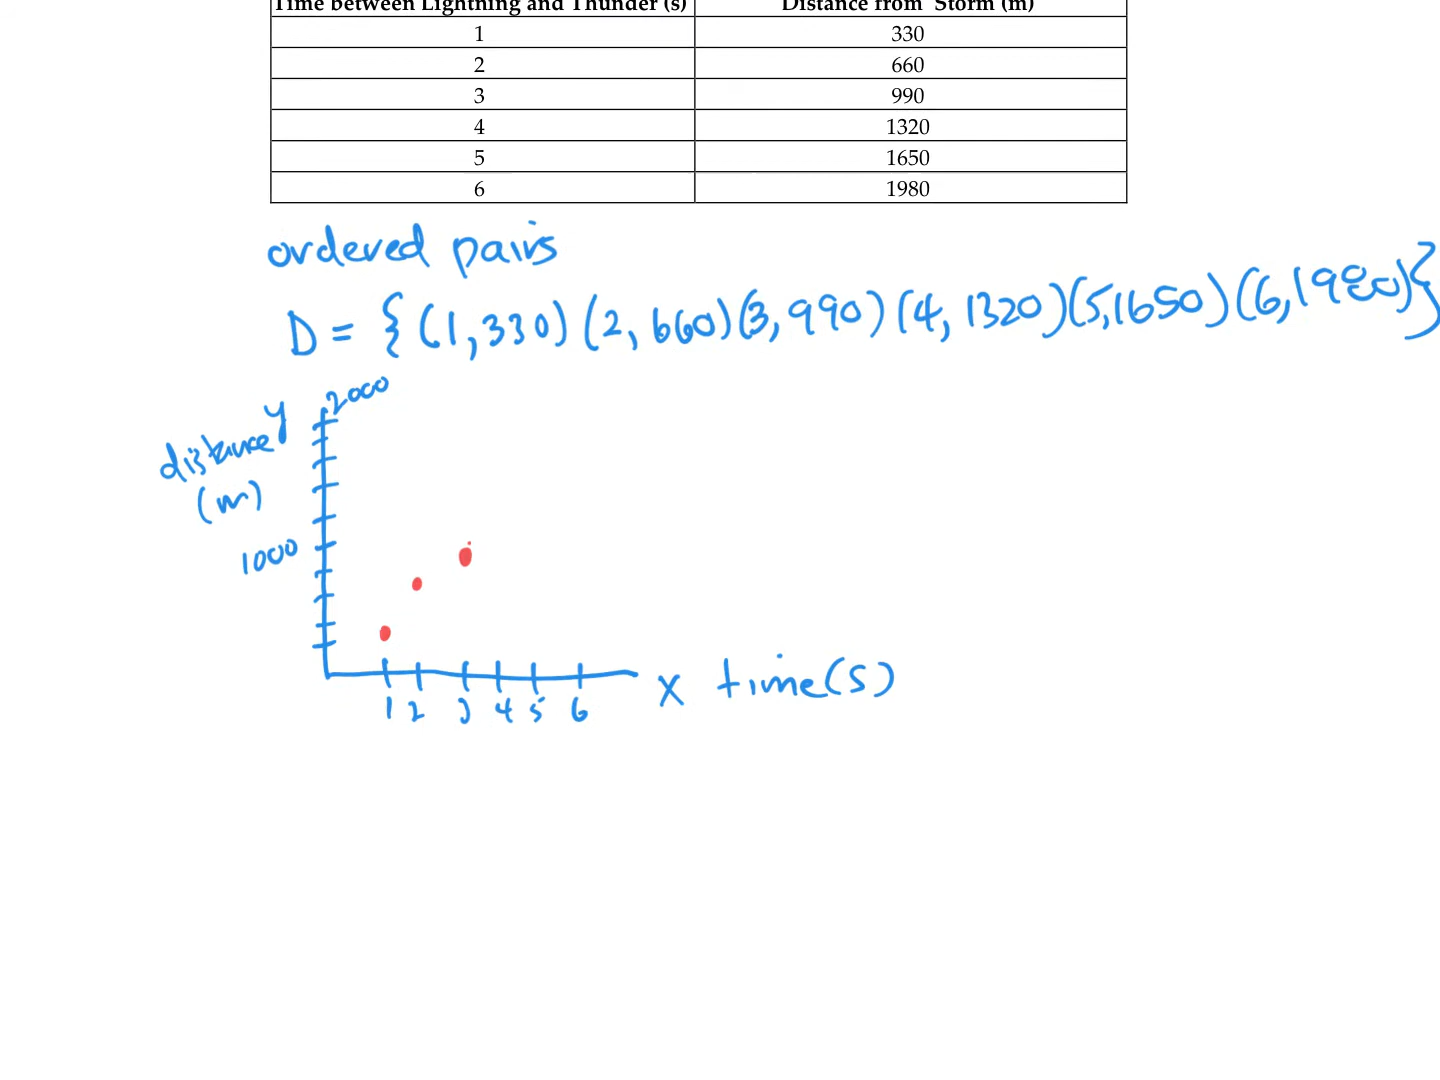 Time between Lightning and Thunder (s) Distance from Storm (m)
1 330
2 660
3 990
4 1320
5 1650
6 1980
ordered pairs
D = {(1,330) (2,660) (3,990) (4,1320) (5,1650) (6,1980)}
2000
y
distance
(m)
1000
x time(s)
1 2 3 4 5 6